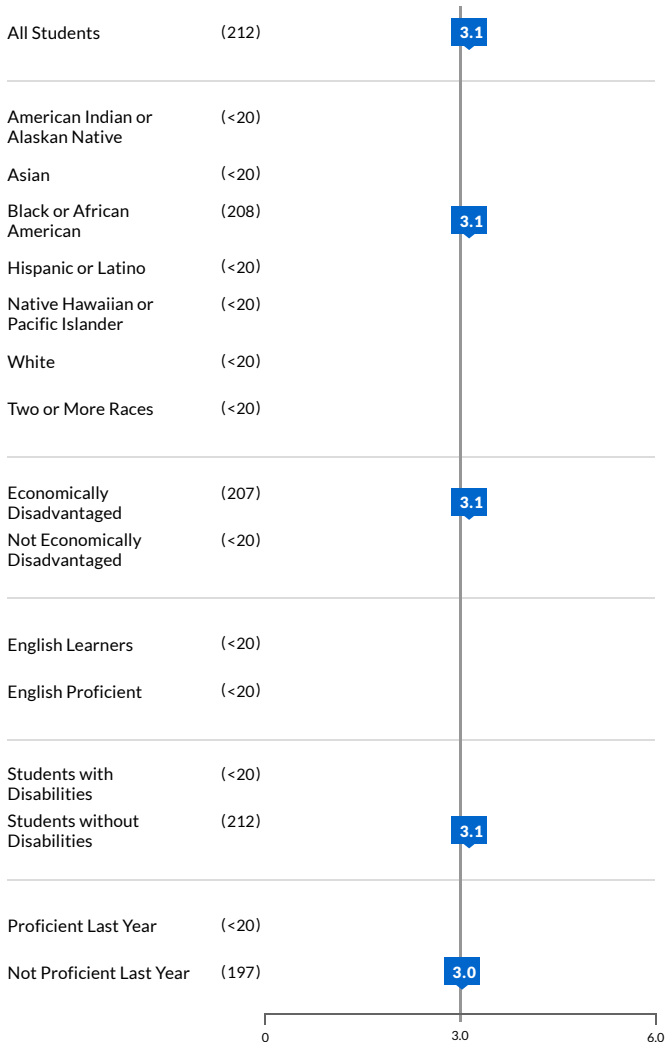 All Students (212) 3.1
American Indian or (<20)
Alaskan Native
Asian (<20)
Black or African (208) 3.1
American
Hispanic or Latino (<20)
Native Hawaiian or (<20)
Pacific Islander
White (<20)
Two or More Races (<20)
Economically (207) 3.1
Disadvantaged
Not Economically (<20)
Disadvantaged
English Learners (<20)
English Proficient (<20)
Students with (<20)
Disabilities
Students without (212) 3.1
Disabilities
Proficient Last Year (<20)
Not Proficient Last Year (197) 3.0
0 3.0 6.0